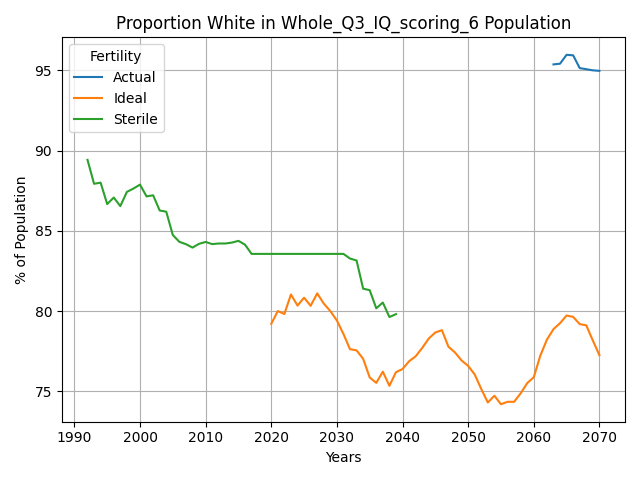 Proportion White in Whole_Q3_IQ_scoring_6 Population
% of Population
95
90
85
80
75
Fertility
Actual
Ideal
Sterile
1990 2000 2010 2020 2030 2040 2050 2060 2070
Years